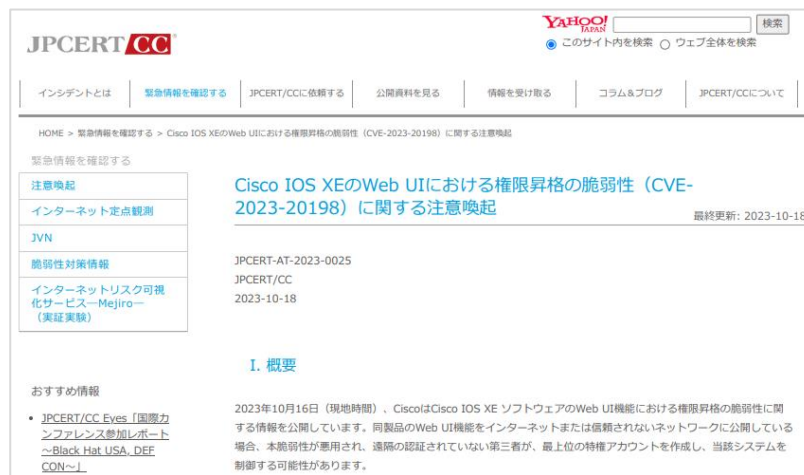 JPCERT CC®
YAHOO!
JAPAN
検索
このサイト内を検索 ウェブ全体を検索
インシデントとは 緊急情報を確認する JPCERT/CCに依頼する 公開資料を見る 情報を受け取る コラム&ブログ JPCERT/CCについて
HOME > 緊急情報を確認する > Cisco IOS XEのWeb UIにおける権限昇格の脆弱性（CVE-2023-20198）に関する注意喚起
緊急情報を確認する
注意喚起
インターネット定点観測
JVN
脆弱性対策情報
インターネットリスク可視
化サービス―Mejiro―
（実証実験）
おすすめ情報
• JPCERT/CC Eyes「国際カ
ンファレンス参加レポート
～Black Hat USA, DEF
CON～」
Cisco IOS XEのWeb UIにおける権限昇格の脆弱性（CVE-
2023-20198）に関する注意喚起
最終更新: 2023-10-18
JPCERT-AT-2023-0025
JPCERT/CC
2023-10-18
I. 概要
2023年10月16日（現地時間）、CiscoはCisco IOS XE ソフトウェアのWeb UI機能における権限昇格の脆弱性に関
する情報を公開しています。同製品のWeb UI機能をインターネットまたは信頼されないネットワークに公開している
場合、本脆弱性が悪用され、遠隔の認証されていない第三者が、最上位の特権アカウントを作成し、当該システムを
制御する可能性があります。